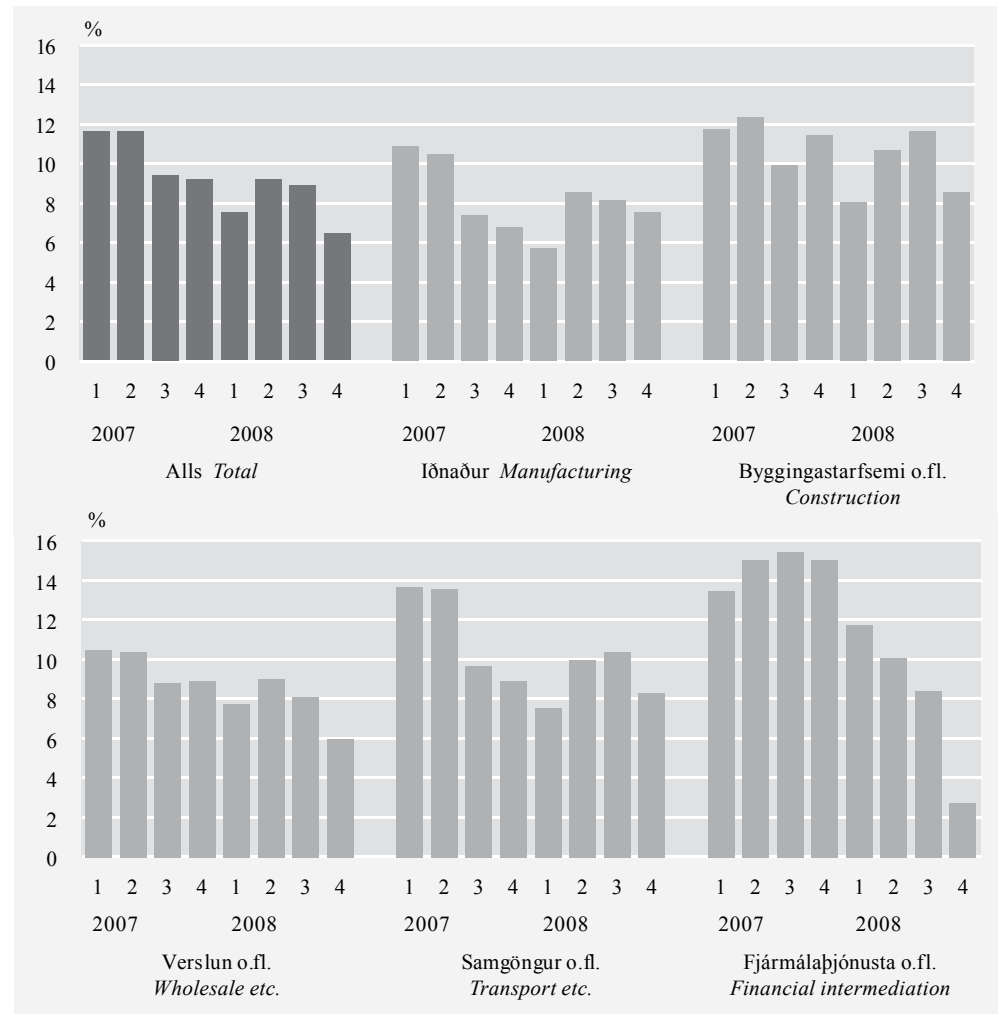 %
16
14
12
10
8
6
4
2
0
1 2 3 4 1 2 3 4 1 2 3 4 1 2 3 4 1 2 3 4 1 2 3 4
2007 2008 2007 2008 2007 2008
Alls Total Iðnaður Manufacturing Byggingastarfsemi o.fl.
Construction
%
16
14
12
10
8
6
4
2
0
1 2 3 4 1 2 3 4 1 2 3 4 1 2 3 4 1 2 3 4 1 2 3 4
2007 2008 2007 2008 2007 2008
Verslun o.fl. Samgöngur o.fl. Fjármálaþjónusta o.fl.
Wholesale etc. Transport etc. Financial intermediation